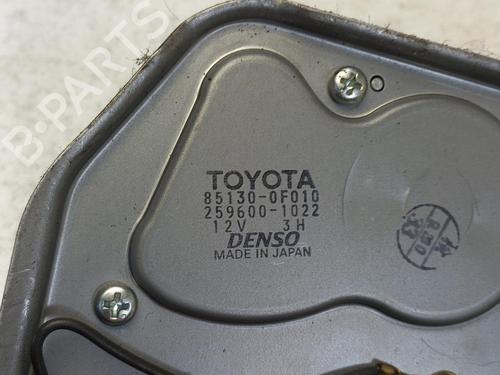 B-PARTS
TOYOTA
85130-0F010
259600-1022
12V 3H
DENSO
MADE IN JAPAN